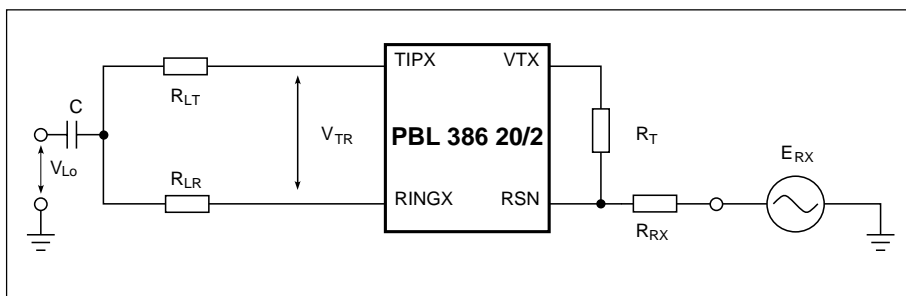 TIPX VTX
R_LT
C
V_TR
PBL 386 20/2
R_T
E_RX
V_Lo
R_LR
RINGX RSN
R_RX